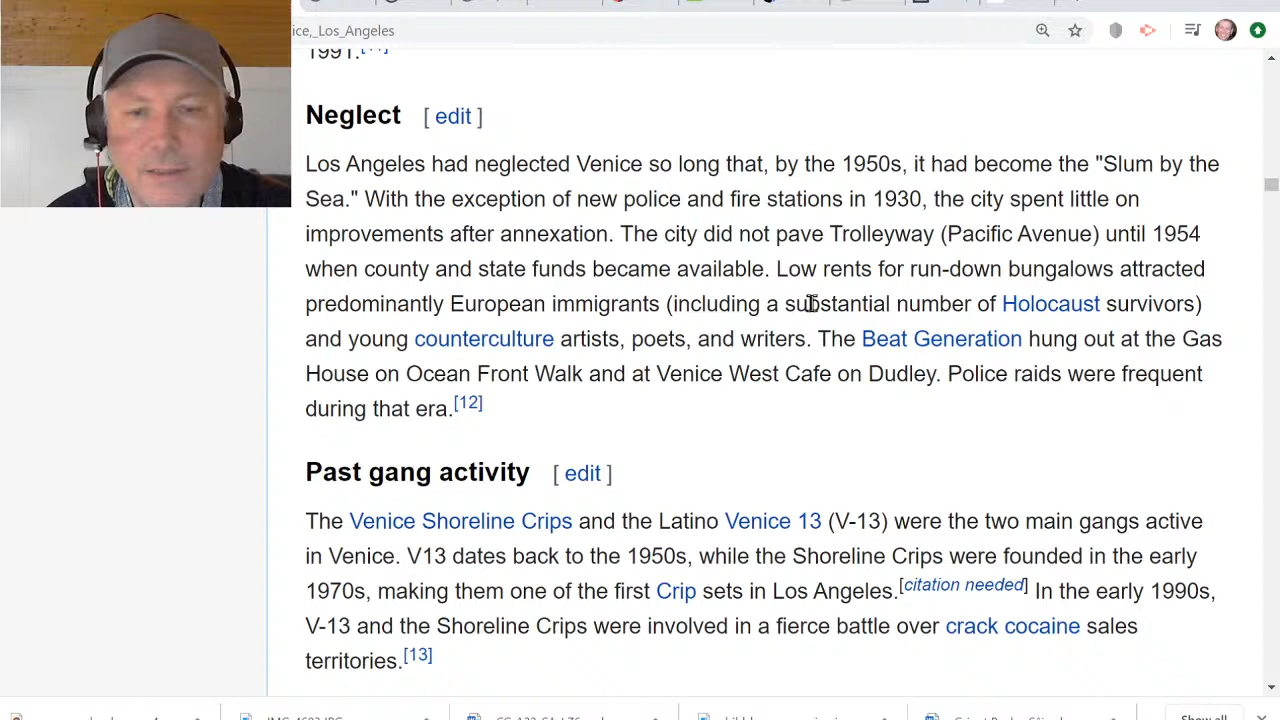 ice,_Los_Angeles
1991.
Neglect [ edit ]
Los Angeles had neglected Venice so long that, by the 1950s, it had become the "Slum by the
Sea." With the exception of new police and fire stations in 1930, the city spent little on
improvements after annexation. The city did not pave Trolleyway (Pacific Avenue) until 1954
when county and state funds became available. Low rents for run-down bungalows attracted
predominantly European immigrants (including a substantial number of Holocaust survivors)
and young counterculture artists, poets, and writers. The Beat Generation hung out at the Gas
House on Ocean Front Walk and at Venice West Cafe on Dudley. Police raids were frequent
during that era.[12]
Past gang activity [ edit ]
The Venice Shoreline Crips and the Latino Venice 13 (V-13) were the two main gangs active
in Venice. V13 dates back to the 1950s, while the Shoreline Crips were founded in the early
1970s, making them one of the first Crip sets in Los Angeles.[citation needed] In the early 1990s,
V-13 and the Shoreline Crips were involved in a fierce battle over crack cocaine sales
territories.[13]
Show all